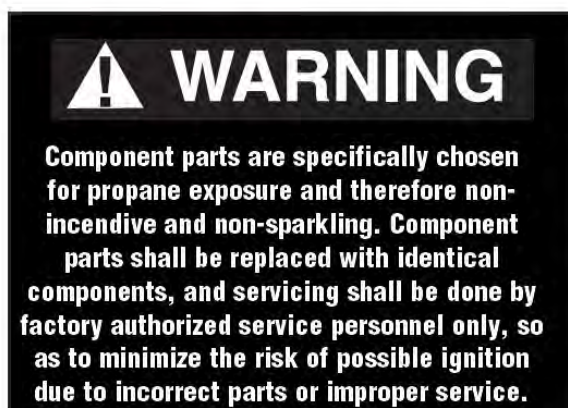 WARNING
Component parts are specifically chosen
for propane exposure and therefore non-
incendive and non-sparkling. Component
parts shall be replaced with identical
components, and servicing shall be done by
factory authorized service personnel only, so
as to minimize the risk of possible ignition
due to incorrect parts or improper service.